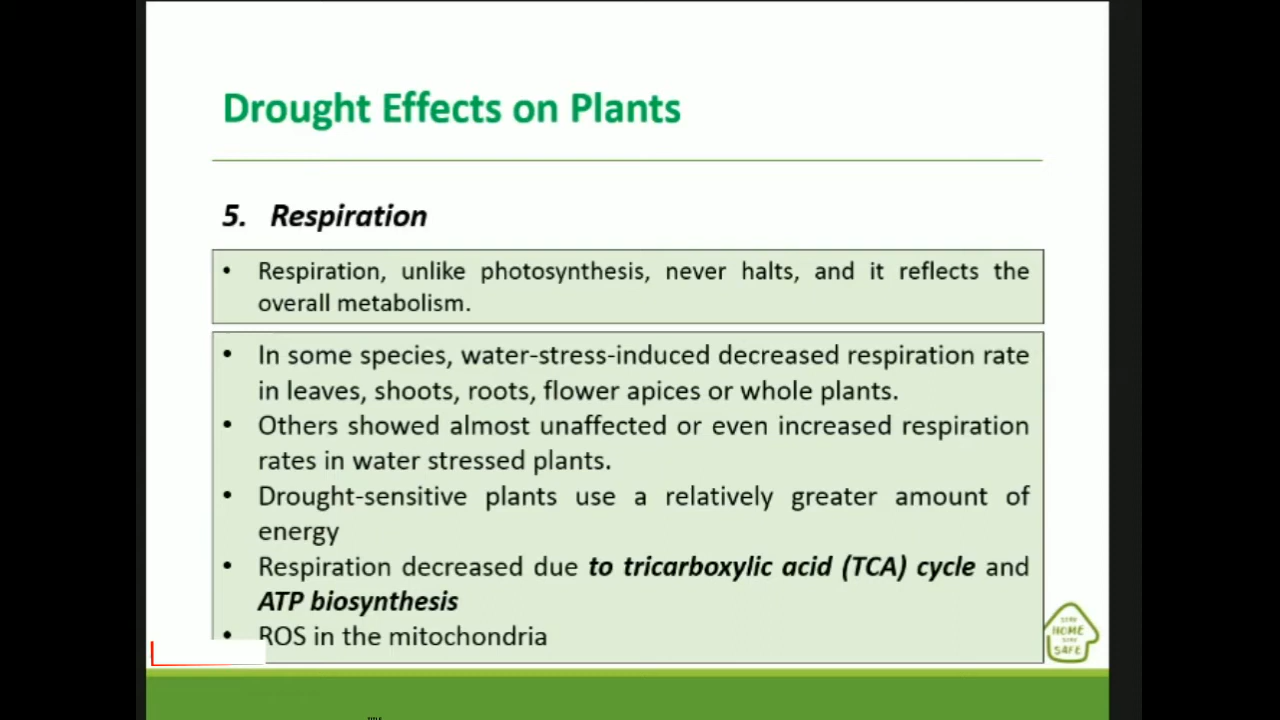 Drought Effects on Plants
5. Respiration
• Respiration, unlike photosynthesis, never halts, and it reflects the
overall metabolism.
• In some species, water-stress-induced decreased respiration rate
in leaves, shoots, roots, flower apices or whole plants.
• Others showed almost unaffected or even increased respiration
rates in water stressed plants.
• Drought-sensitive plants use a relatively greater amount of
energy
• Respiration decreased due to tricarboxylic acid (TCA) cycle and
ATP biosynthesis
• ROS in the mitochondria
HOME
SAFE